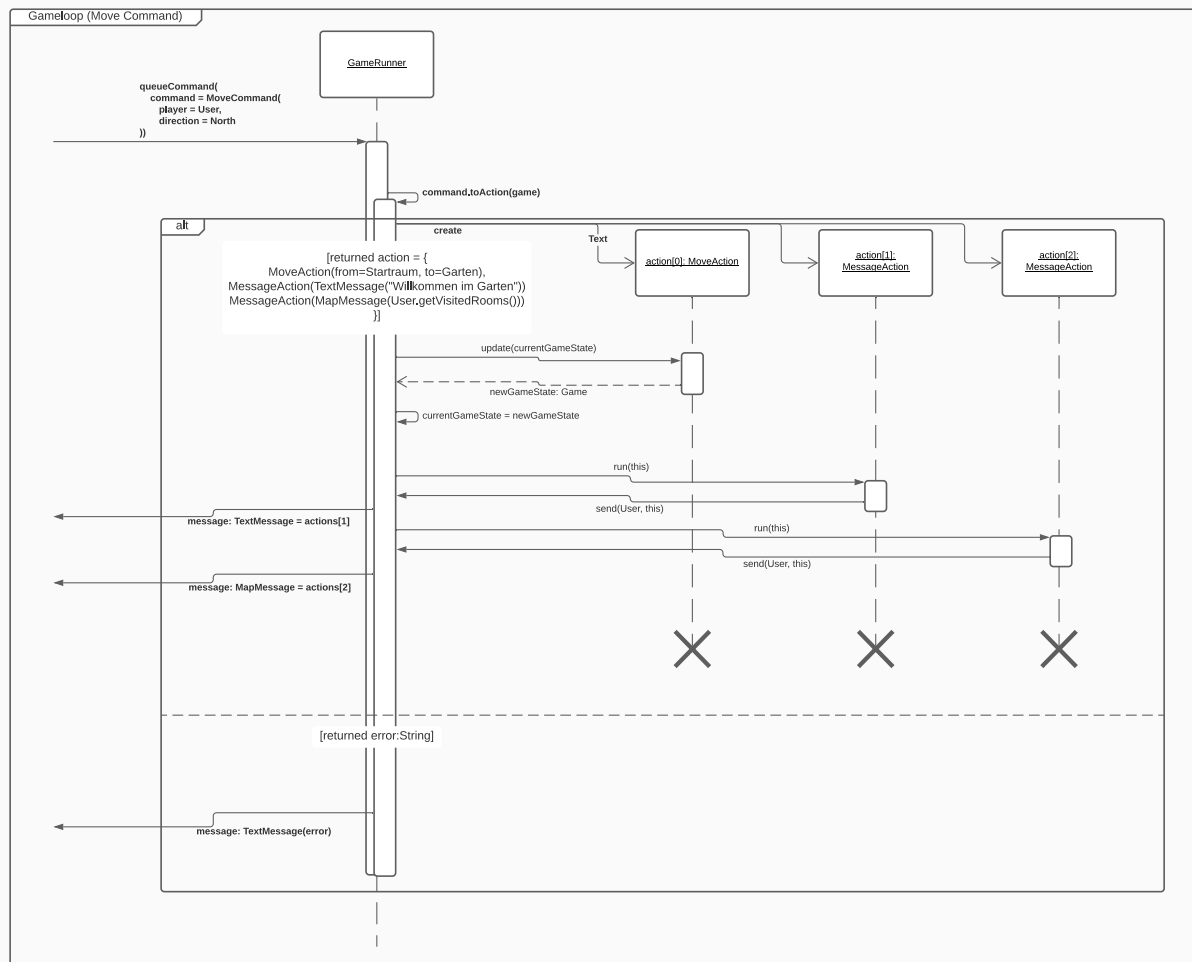 Gameloop (Move Command)
GameRunner
queueCommand(
command = MoveCommand(
player = User,
direction = North
))
command.toAction(game)
alt
create
Text
action[0]: MoveAction
action[1]:
MessageAction
action[2]:
MessageAction
[returned action = {
MoveAction(from=Startraum, to=Garten),
MessageAction(TextMessage("Willkommen im Garten"))
MessageAction(MapMessage(User.getVisitedRooms()))
}]
update(currentGameState)
newGameState: Game
currentGameState = newGameState
run(this)
send(User, this)
message: TextMessage = actions[1]
run(this)
send(User, this)
message: MapMessage = actions[2]
[returned error:String]
message: TextMessage(error)